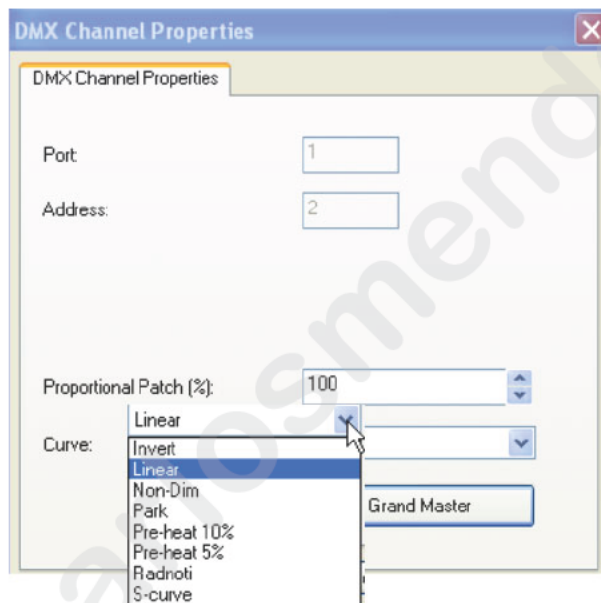 DMX Channel Properties
DMX Channel Properties
Port 1
Address: 2
Proportional Patch (%): 100
Linear
Curve:
Invert
Linear
Non-Dim
Park
Grand Master
Pre-heat 10%
Pre-heat 5%
Radnoti
S-curve